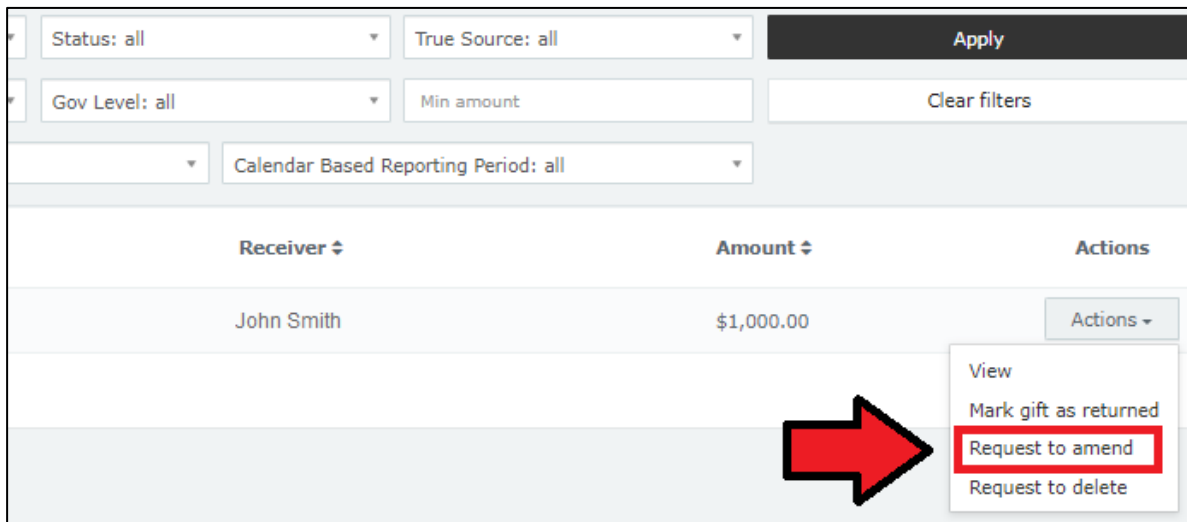 Status: all True Source: all Apply
Gov Level: all Min amount Clear filters
Calendar Based Reporting Period: all
Receiver Amount Actions
John Smith $1,000.00 Actions
View
Mark gift as returned
Request to amend
Request to delete